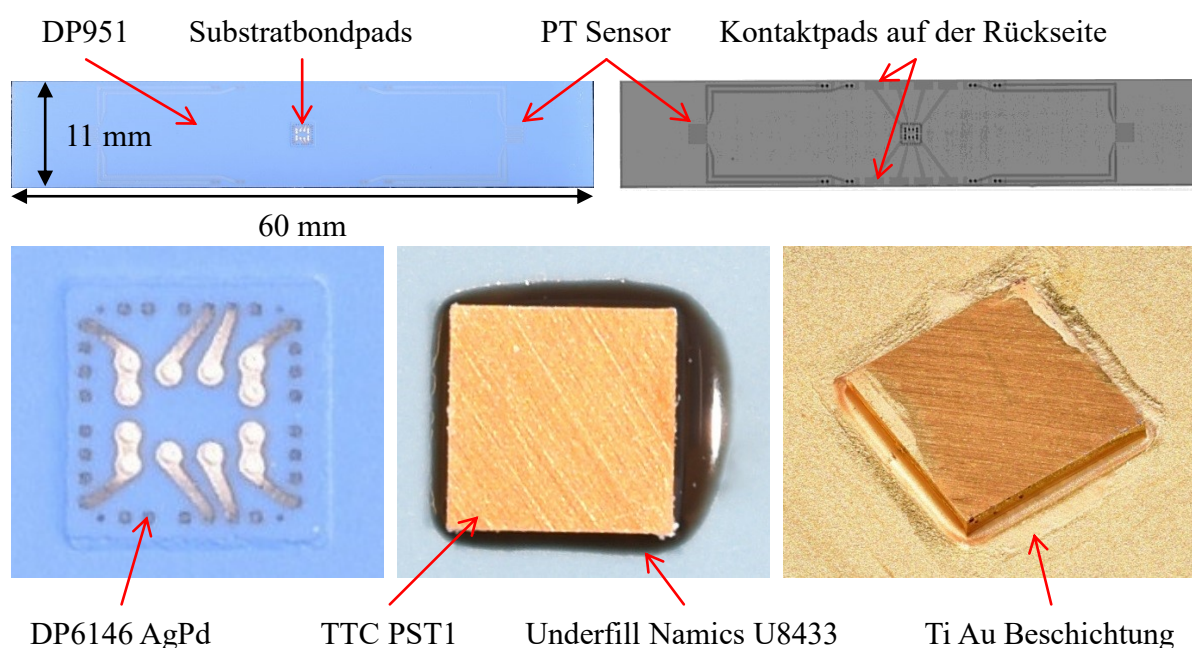 DP951 Substratbondpads PT Sensor Kontaktpads auf der Rückseite
11 mm
60 mm
DP6146 AgPd TTC PST1 Underfill Namics U8433 Ti Au Beschichtung